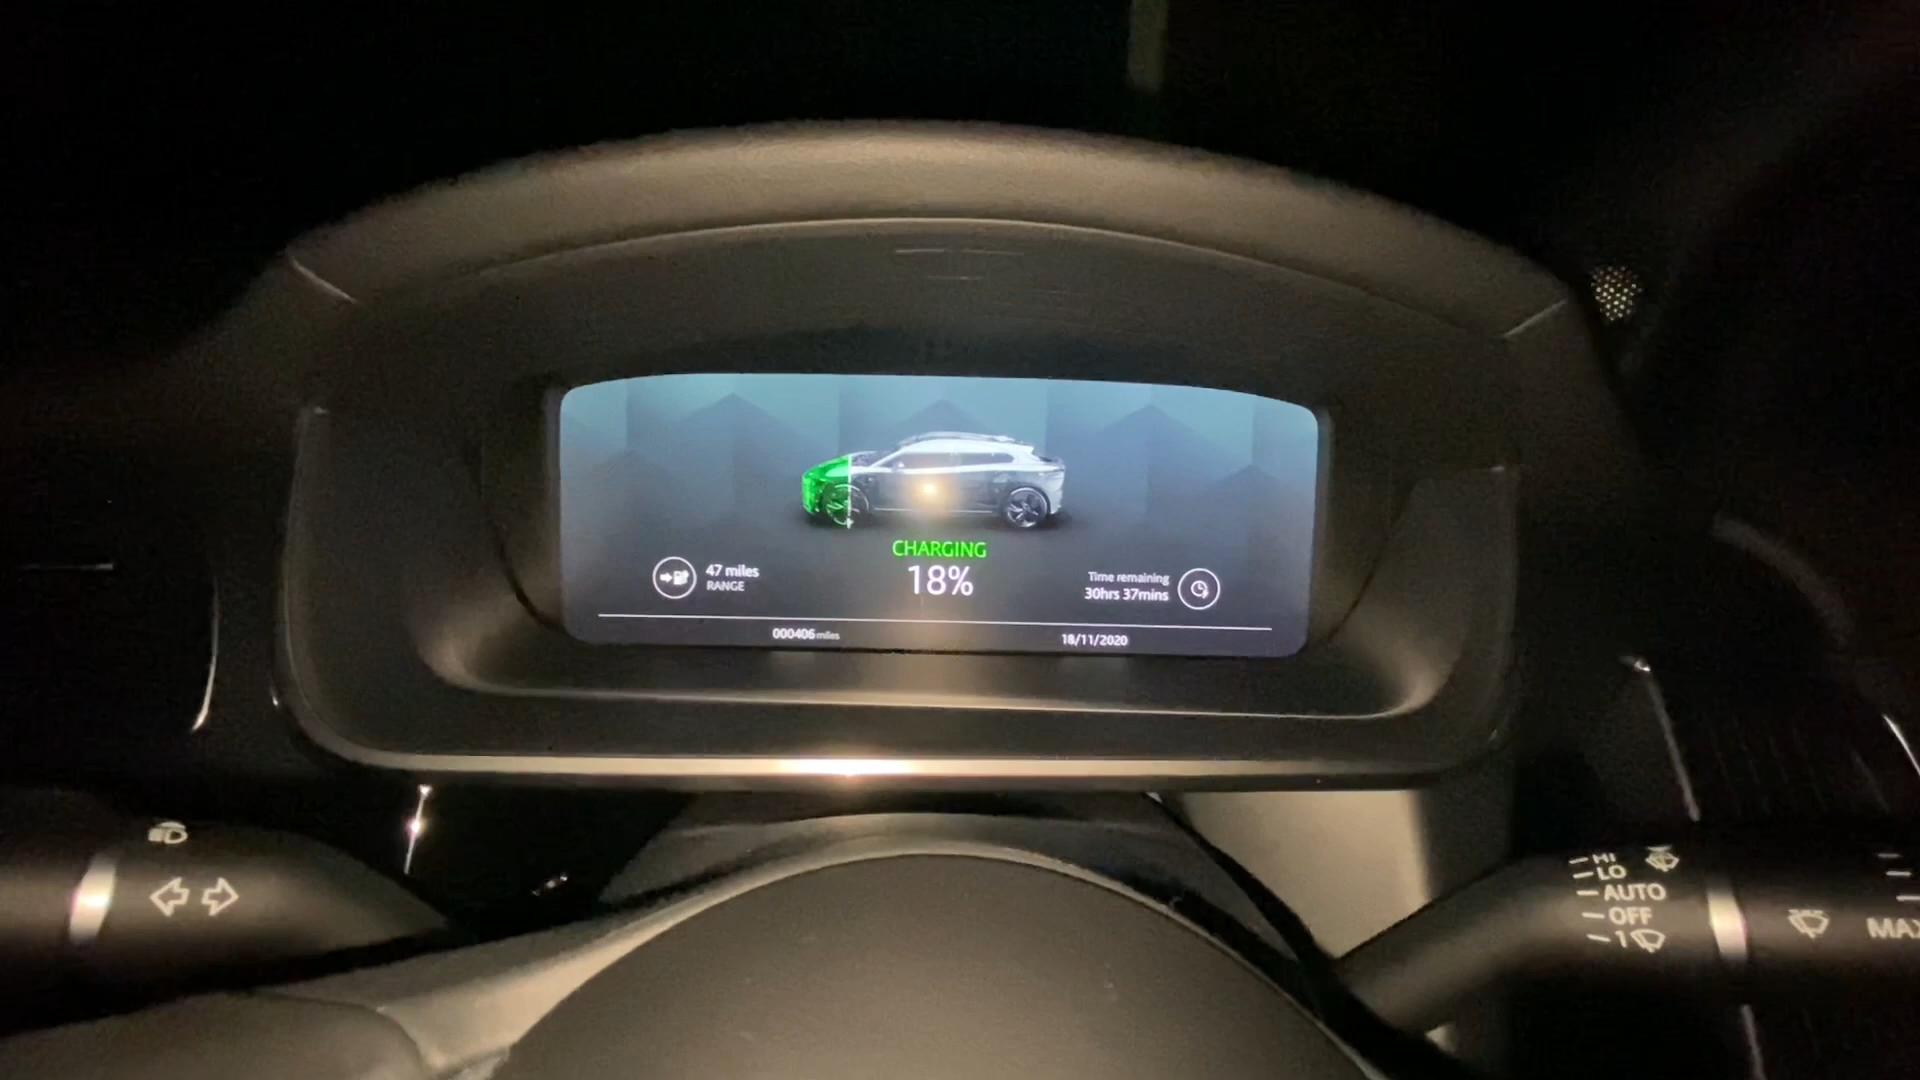 CHARGING
18%
47 miles
RANGE
Time remaining
30hrs 37mins
000406 miles
18/11/2020
HI
LO
AUTO
OFF
1
MAX